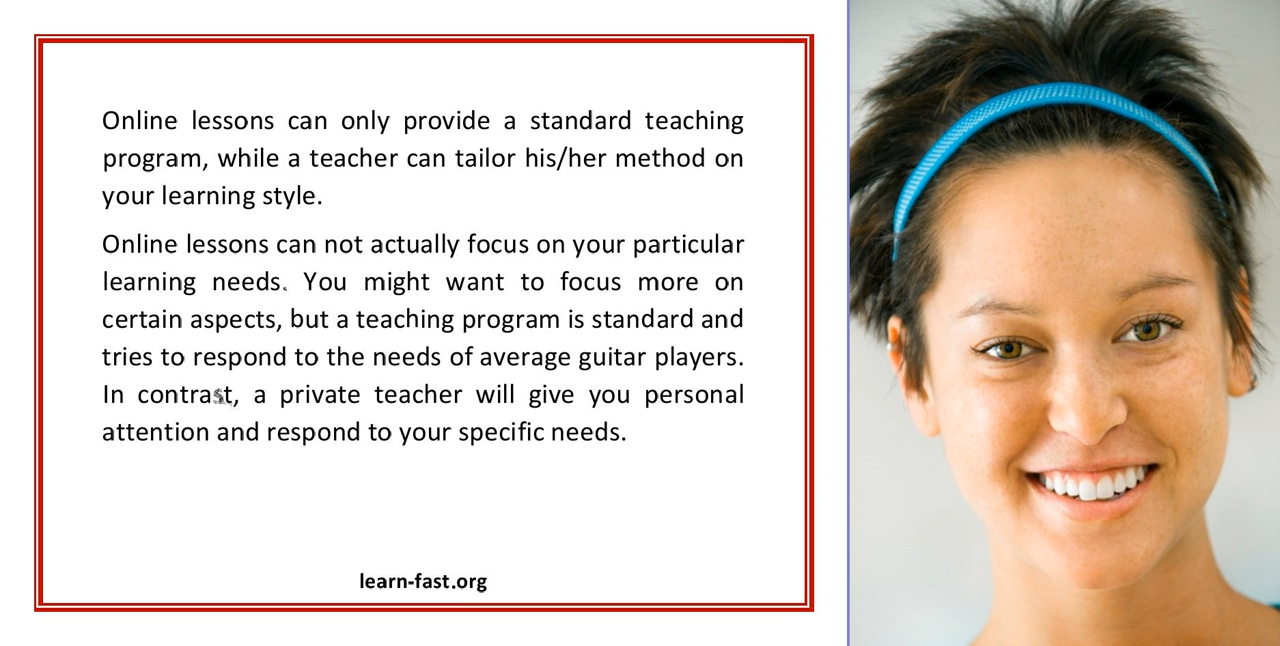 Online lessons can only provide a standard teaching
program, while a teacher can tailor his/her method on
your learning style.
Online lessons can not actually focus on your particular
learning needs. You might want to focus more on
certain aspects, but a teaching program is standard and
tries to respond to the needs of average guitar players.
In contrast, a private teacher will give you personal
attention and respond to your specific needs.
learn-fast.org